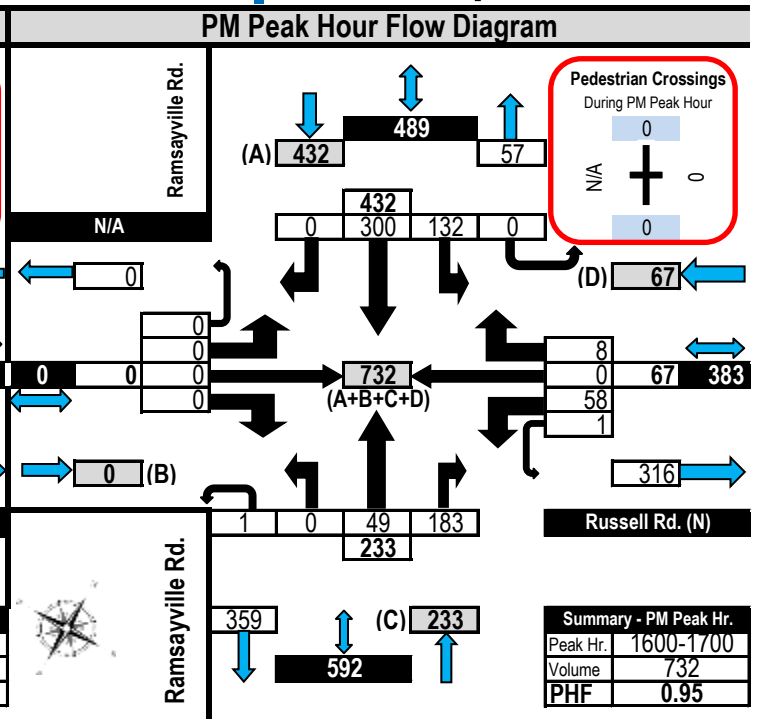 PM Peak Hour Flow Diagram
Ramsayville Rd.
N/A
(A) 432
489
57
Pedestrian Crossings
During PM Peak Hour
0
N/A
0
0
432
0 300 132 0
0
(D) 67
0
0
0
0
0 0
732
(A+B+C+D)
8
0
58
1
67 383
0 (B)
316
1 0 49 183
233
Russell Rd. (N)
Ramsayville Rd.
359
592
(C) 233
Summary - PM Peak Hr.
Peak Hr. 1600-1700
Volume 732
PHF 0.95